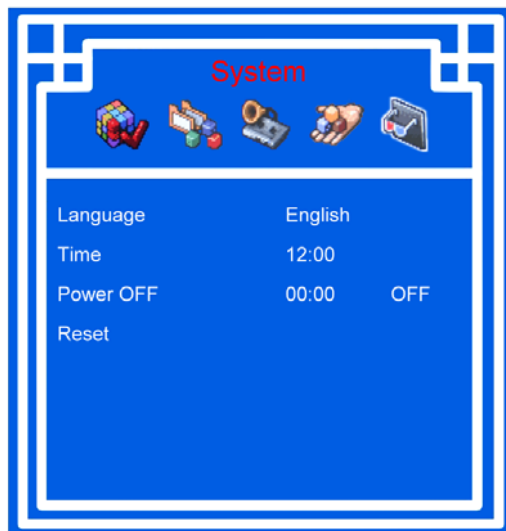 System
Language English
Time 12:00
Power OFF 00:00 OFF
Reset